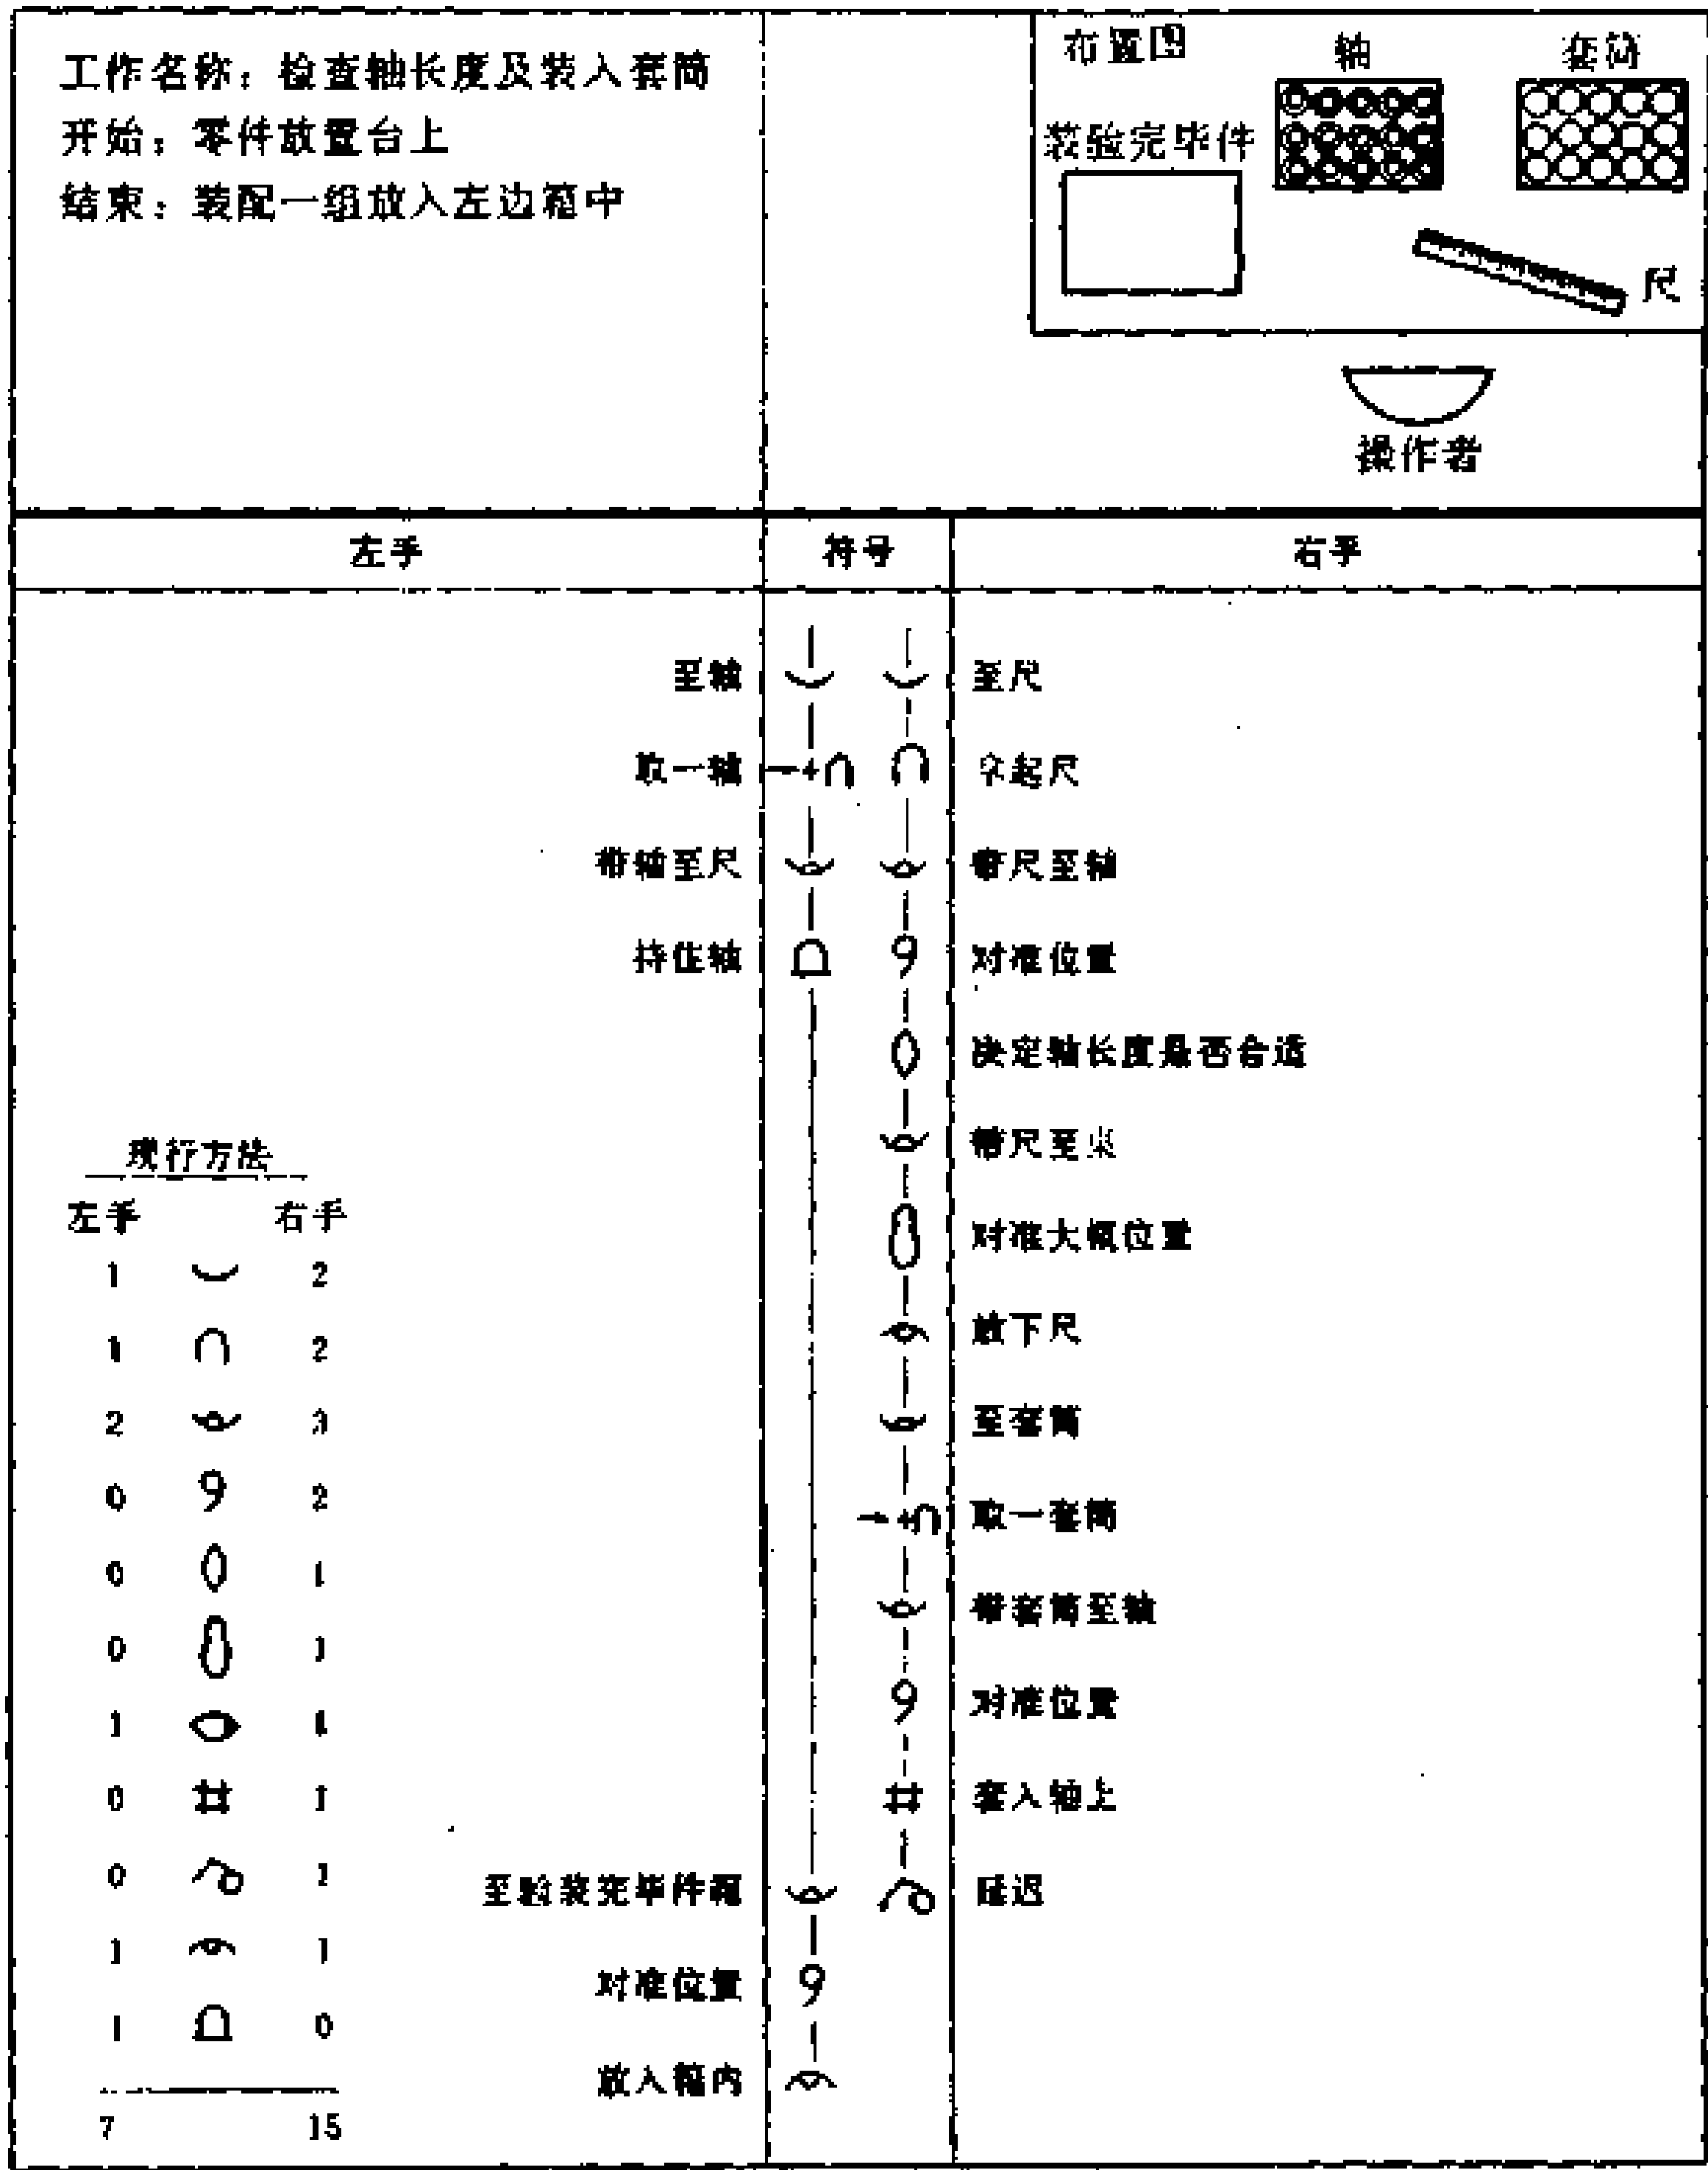 工作名称：检查轴长度及装入套筒
开始：零件放置台上
结束：装配一组放入左边箱中
布置图
轴
套筒
装验完毕件
尺
操作者
左手 符号 右手
至轴 至尺
取一轴 拿起尺
带轴至尺 带尺至轴
持住轴 对准位置
决定轴长度是否合适
带尺至桌
对准大概位置
放下尺
至套筒
取一套筒
带套筒至轴
对准位置
套入轴上
至验装完毕件箱 延迟
对准位置
放入箱内
现行方法
左手 右手
1 2
1 2
2 3
0 2
0 1
0 1
1
0 1
0 1
1 1
1 0
7 15